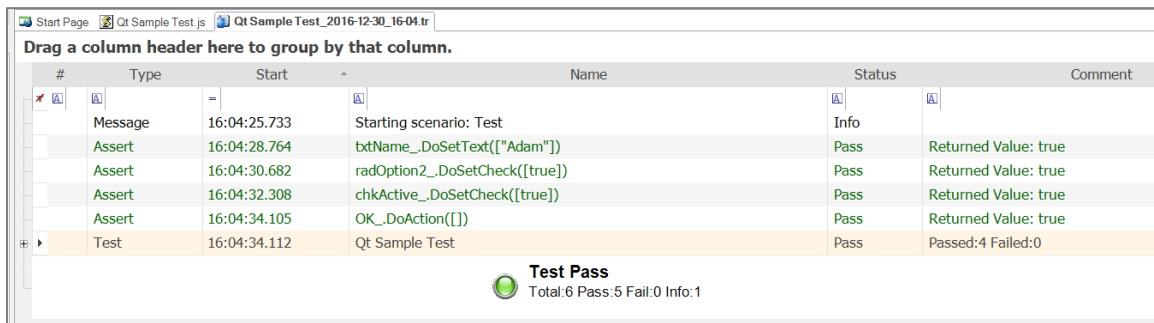 Start Page Qt Sample Test.js Qt Sample Test_2016-12-30_16-04.tr
Drag a column header here to group by that column.
# Type Start Name Status Comment
A A = A A A
Message 16:04:25.733 Starting scenario: Test Info
Assert 16:04:28.764 txtName_.DoSetText(["Adam"]) Pass Returned Value: true
Assert 16:04:30.682 radOption2_.DoSetCheck([true]) Pass Returned Value: true
Assert 16:04:32.308 chkActive_.DoSetCheck([true]) Pass Returned Value: true
Assert 16:04:34.105 OK_.DoAction([]) Pass Returned Value: true
Test 16:04:34.112 Qt Sample Test Pass Passed:4 Failed:0
Test Pass
Total:6 Pass:5 Fail:0 Info:1